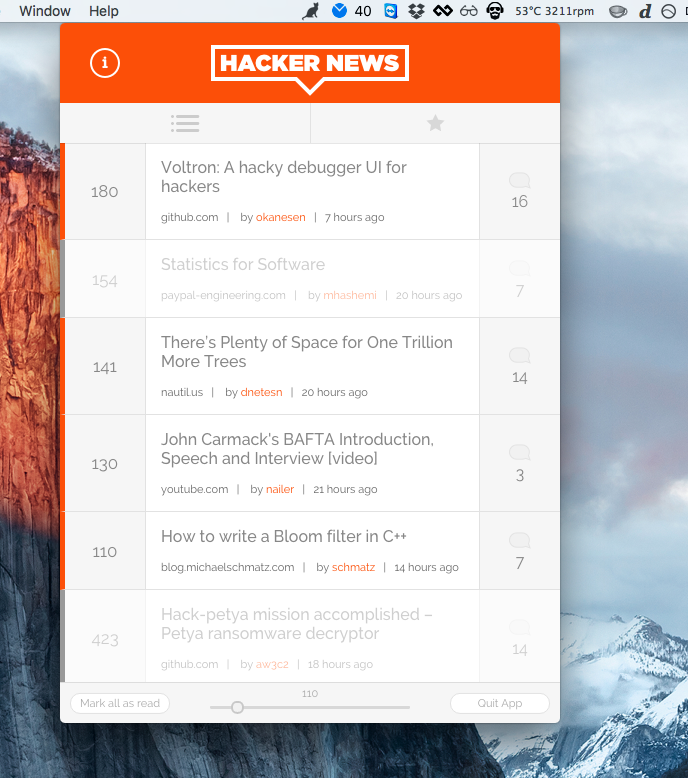 Window Help 40 53°C 3211rpm d
i
HACKER NEWS
180
Voltron: A hacky debugger UI for
hackers
github.com | by okanesen | 7 hours ago
16
154
Statistics for Software
paypal-engineering.com | by mhashemi | 20 hours ago
7
141
There's Plenty of Space for One Trillion
More Trees
nautil.us | by dnetesn | 20 hours ago
14
130
John Carmack's BAFTA Introduction,
Speech and Interview [video]
youtube.com | by nailer | 21 hours ago
3
110
How to write a Bloom filter in C++
blog.michaelschmatz.com | by schmatz | 14 hours ago
7
423
Hack-petya mission accomplished –
Petya ransomware decryptor
github.com | by aw3c2 | 18 hours ago
14
Mark all as read
110
Quit App